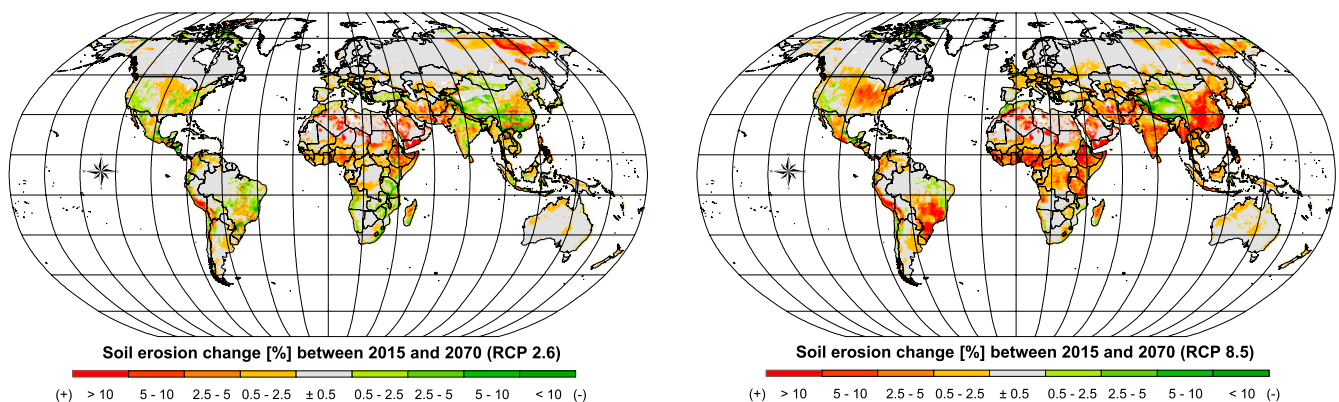 Soil erosion change [%] between 2015 and 2070 (RCP 2.6)
(+) > 10 5 - 10 2.5 - 5 0.5 - 2.5 ± 0.5 0.5 - 2.5 2.5 - 5 5 - 10 < 10 (-)
Soil erosion change [%] between 2015 and 2070 (RCP 8.5)
(+) > 10 5 - 10 2.5 - 5 0.5 - 2.5 ± 0.5 0.5 - 2.5 2.5 - 5 5 - 10 < 10 (-)